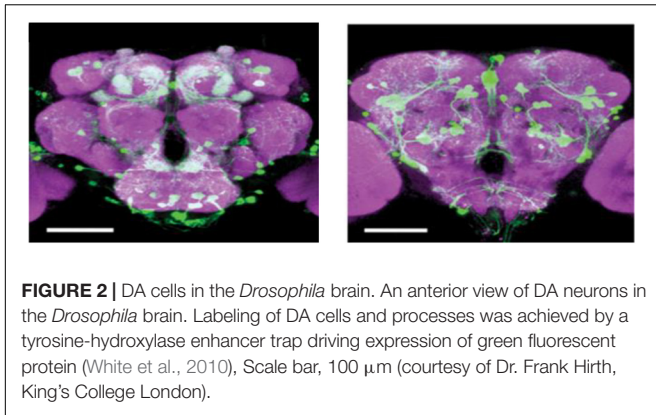 FIGURE 2 | DA cells in the Drosophila brain. An anterior view of DA neurons in
the Drosophila brain. Labeling of DA cells and processes was achieved by a
tyrosine-hydroxylase enhancer trap driving expression of green fluorescent
protein (White et al., 2010), Scale bar, 100 μm (courtesy of Dr. Frank Hirth,
King's College London).